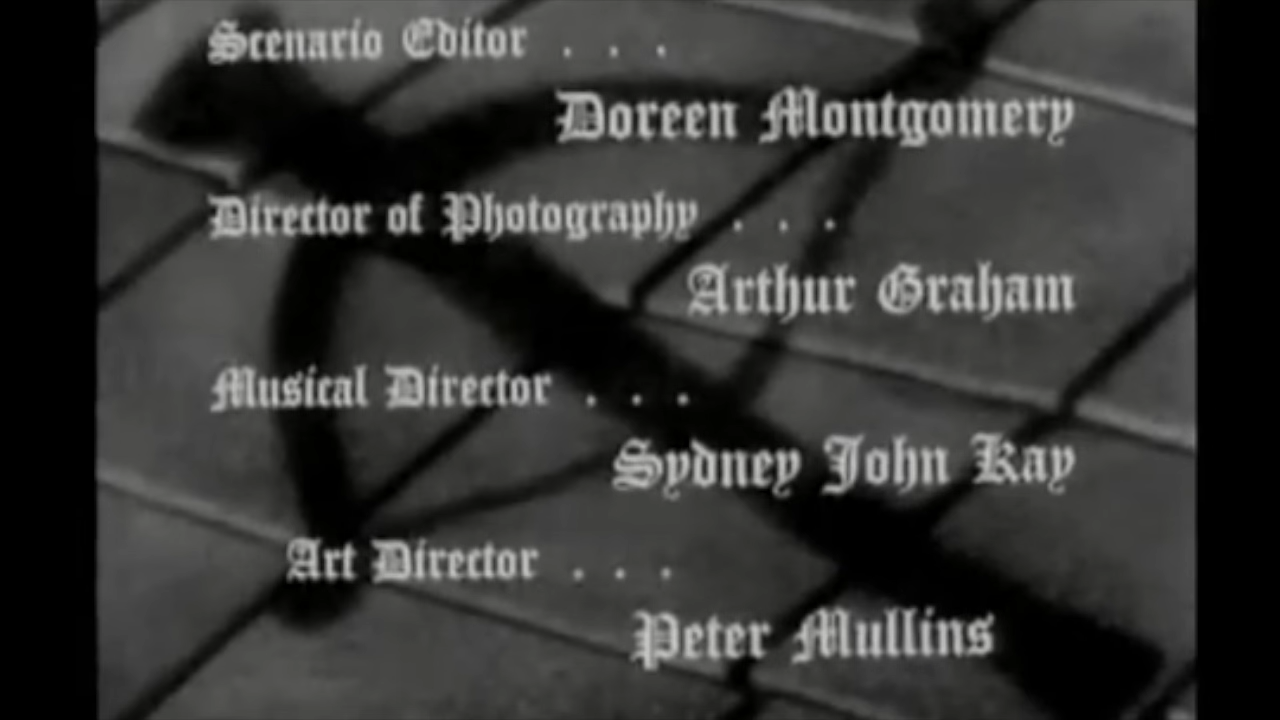 Scenario Editor . . .
Doreen Montgomery
Director of Photography . . .
Arthur Graham
Musical Director . . .
Sydney John Kay
Art Director . . .
Peter Mullins